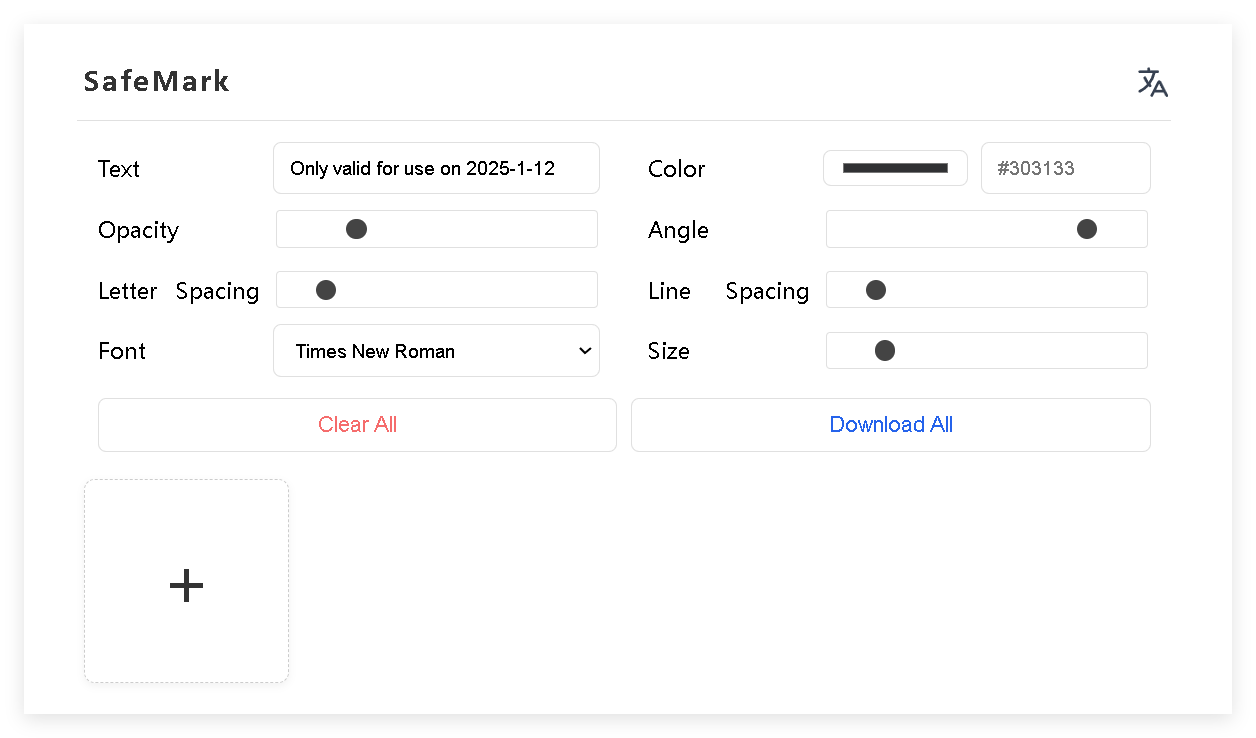 SafeMark
Text Only valid for use on 2025-1-12 Color #303133
Opacity Angle
Letter Spacing Line Spacing
Font Times New Roman Size
Clear All Download All